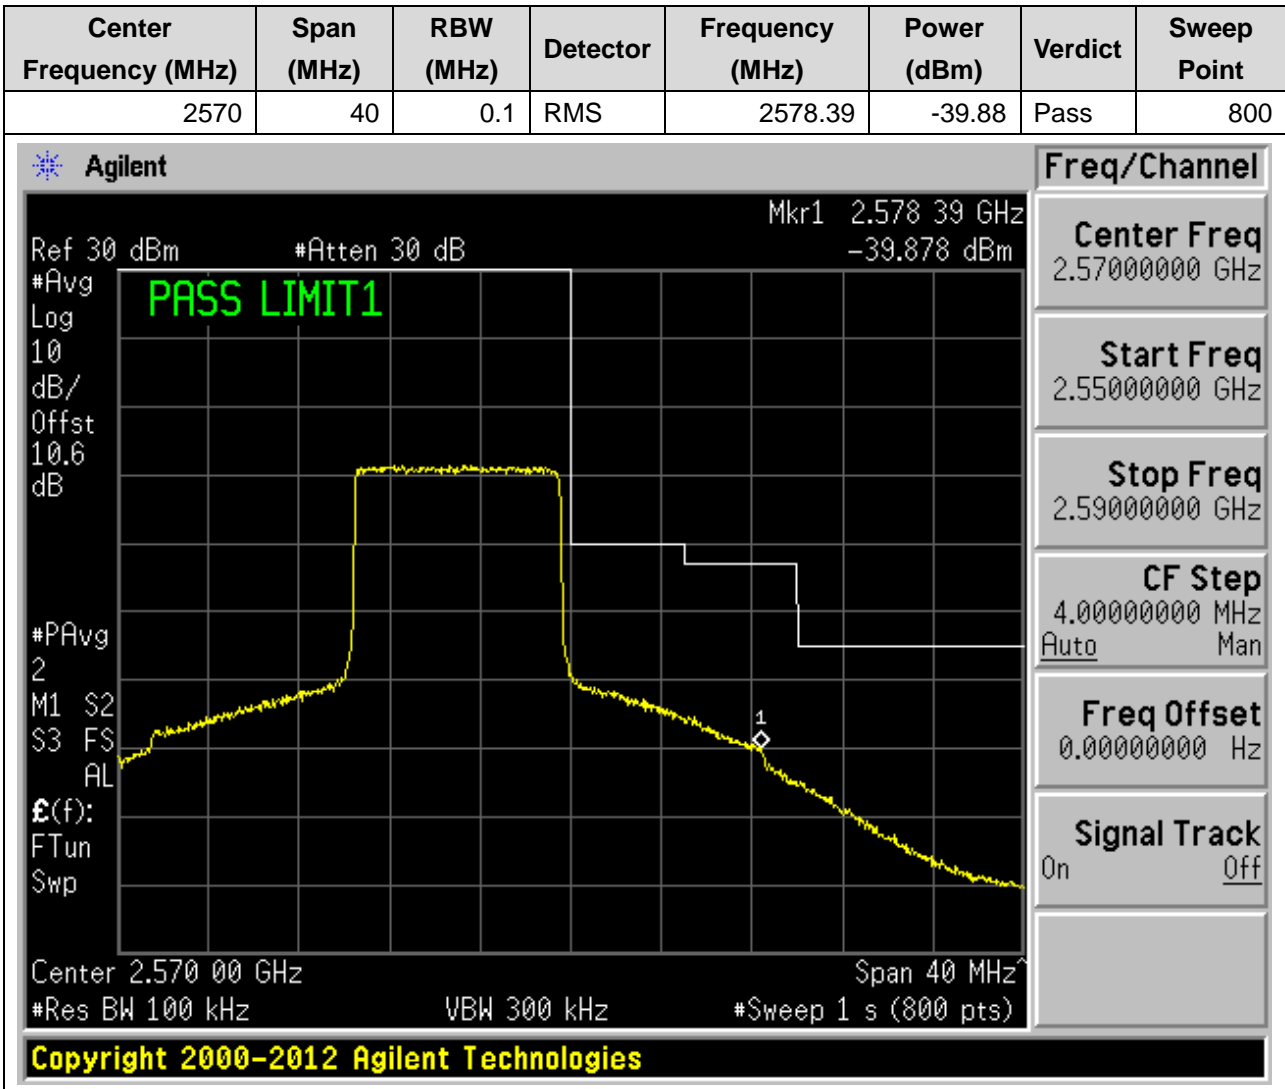 Center Frequency (MHz) Span (MHz) RBW (MHz) Detector Frequency (MHz) Power (dBm) Verdict Sweep Point
2570 40 0.1 RMS 2578.39 -39.88 Pass 800
Agilent
Freq/Channel
Mkr1 2.578 39 GHz
Ref 30 dBm #Atten 30 dB -39.878 dBm
#Avg
Log
10
dB/
Offst
10.6
dB
PASS LIMIT1
#PAvg
2
M1 S2
S3 FS
AL
£(f):
FTun
Swp
1
Center 2.570 00 GHz Span 40 MHz^
#Res BW 100 kHz VBW 300 kHz #Sweep 1 s (800 pts)
Center Freq
2.57000000 GHz
Start Freq
2.55000000 GHz
Stop Freq
2.59000000 GHz
CF Step
4.00000000 MHz
Auto Man
Freq Offset
0.00000000 Hz
Signal Track
On Off
Copyright 2000-2012 Agilent Technologies